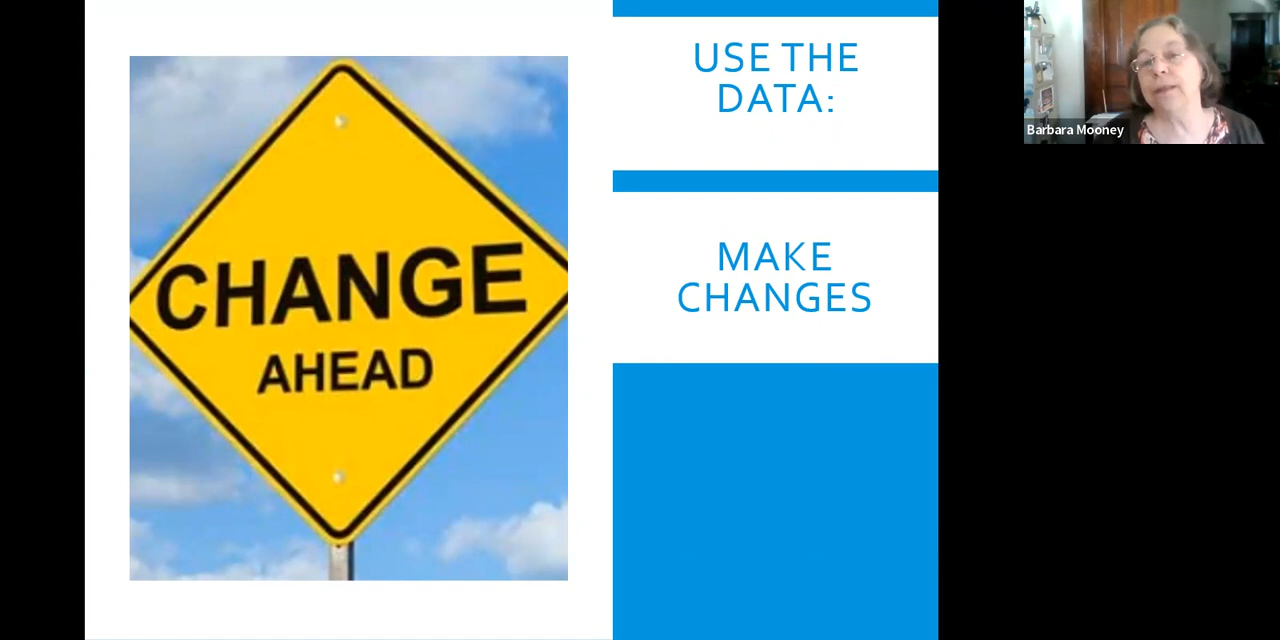 CHANGE
AHEAD
USE THE
DATA:
MAKE
CHANGES
Barbara Mooney